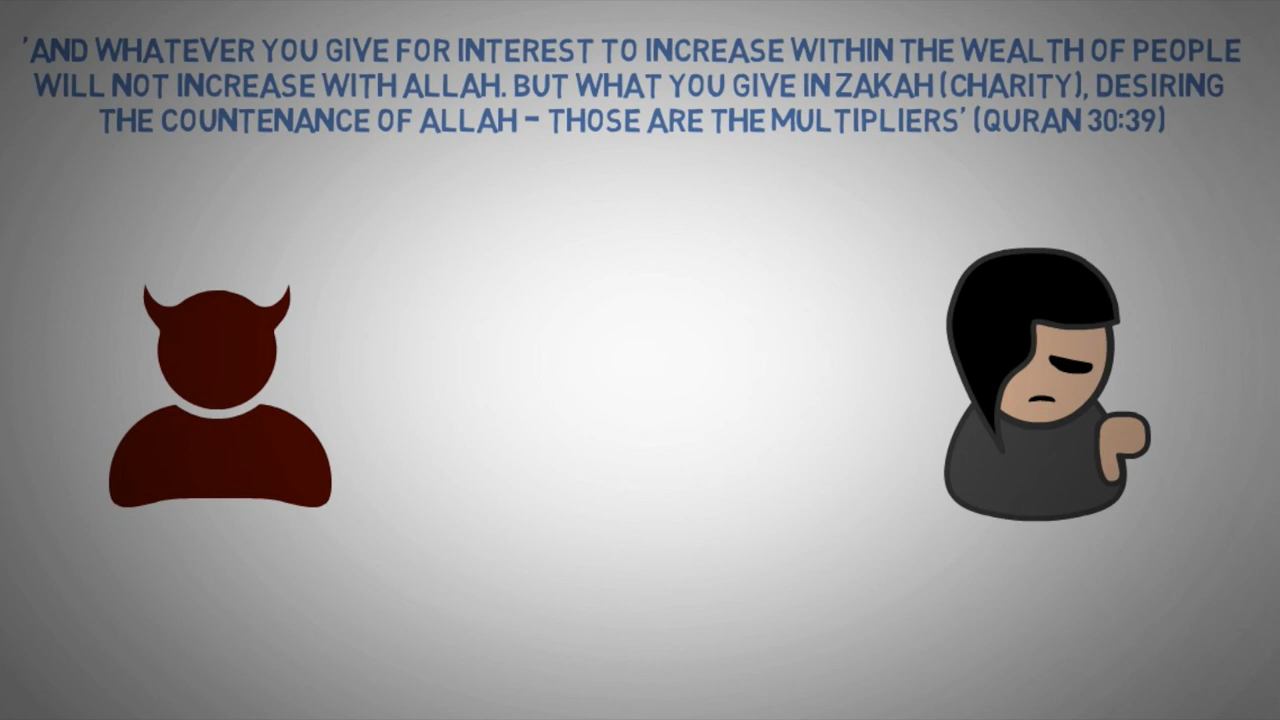 'AND WHATEVER YOU GIVE FOR INTEREST TO INCREASE WITHIN THE WEALTH OF PEOPLE
WILL NOT INCREASE WITH ALLAH. BUT WHAT YOU GIVE IN ZAKAH (CHARITY), DESIRING
THE COUNTENANCE OF ALLAH - THOSE ARE THE MULTIPLIERS' (QURAN 30:39)